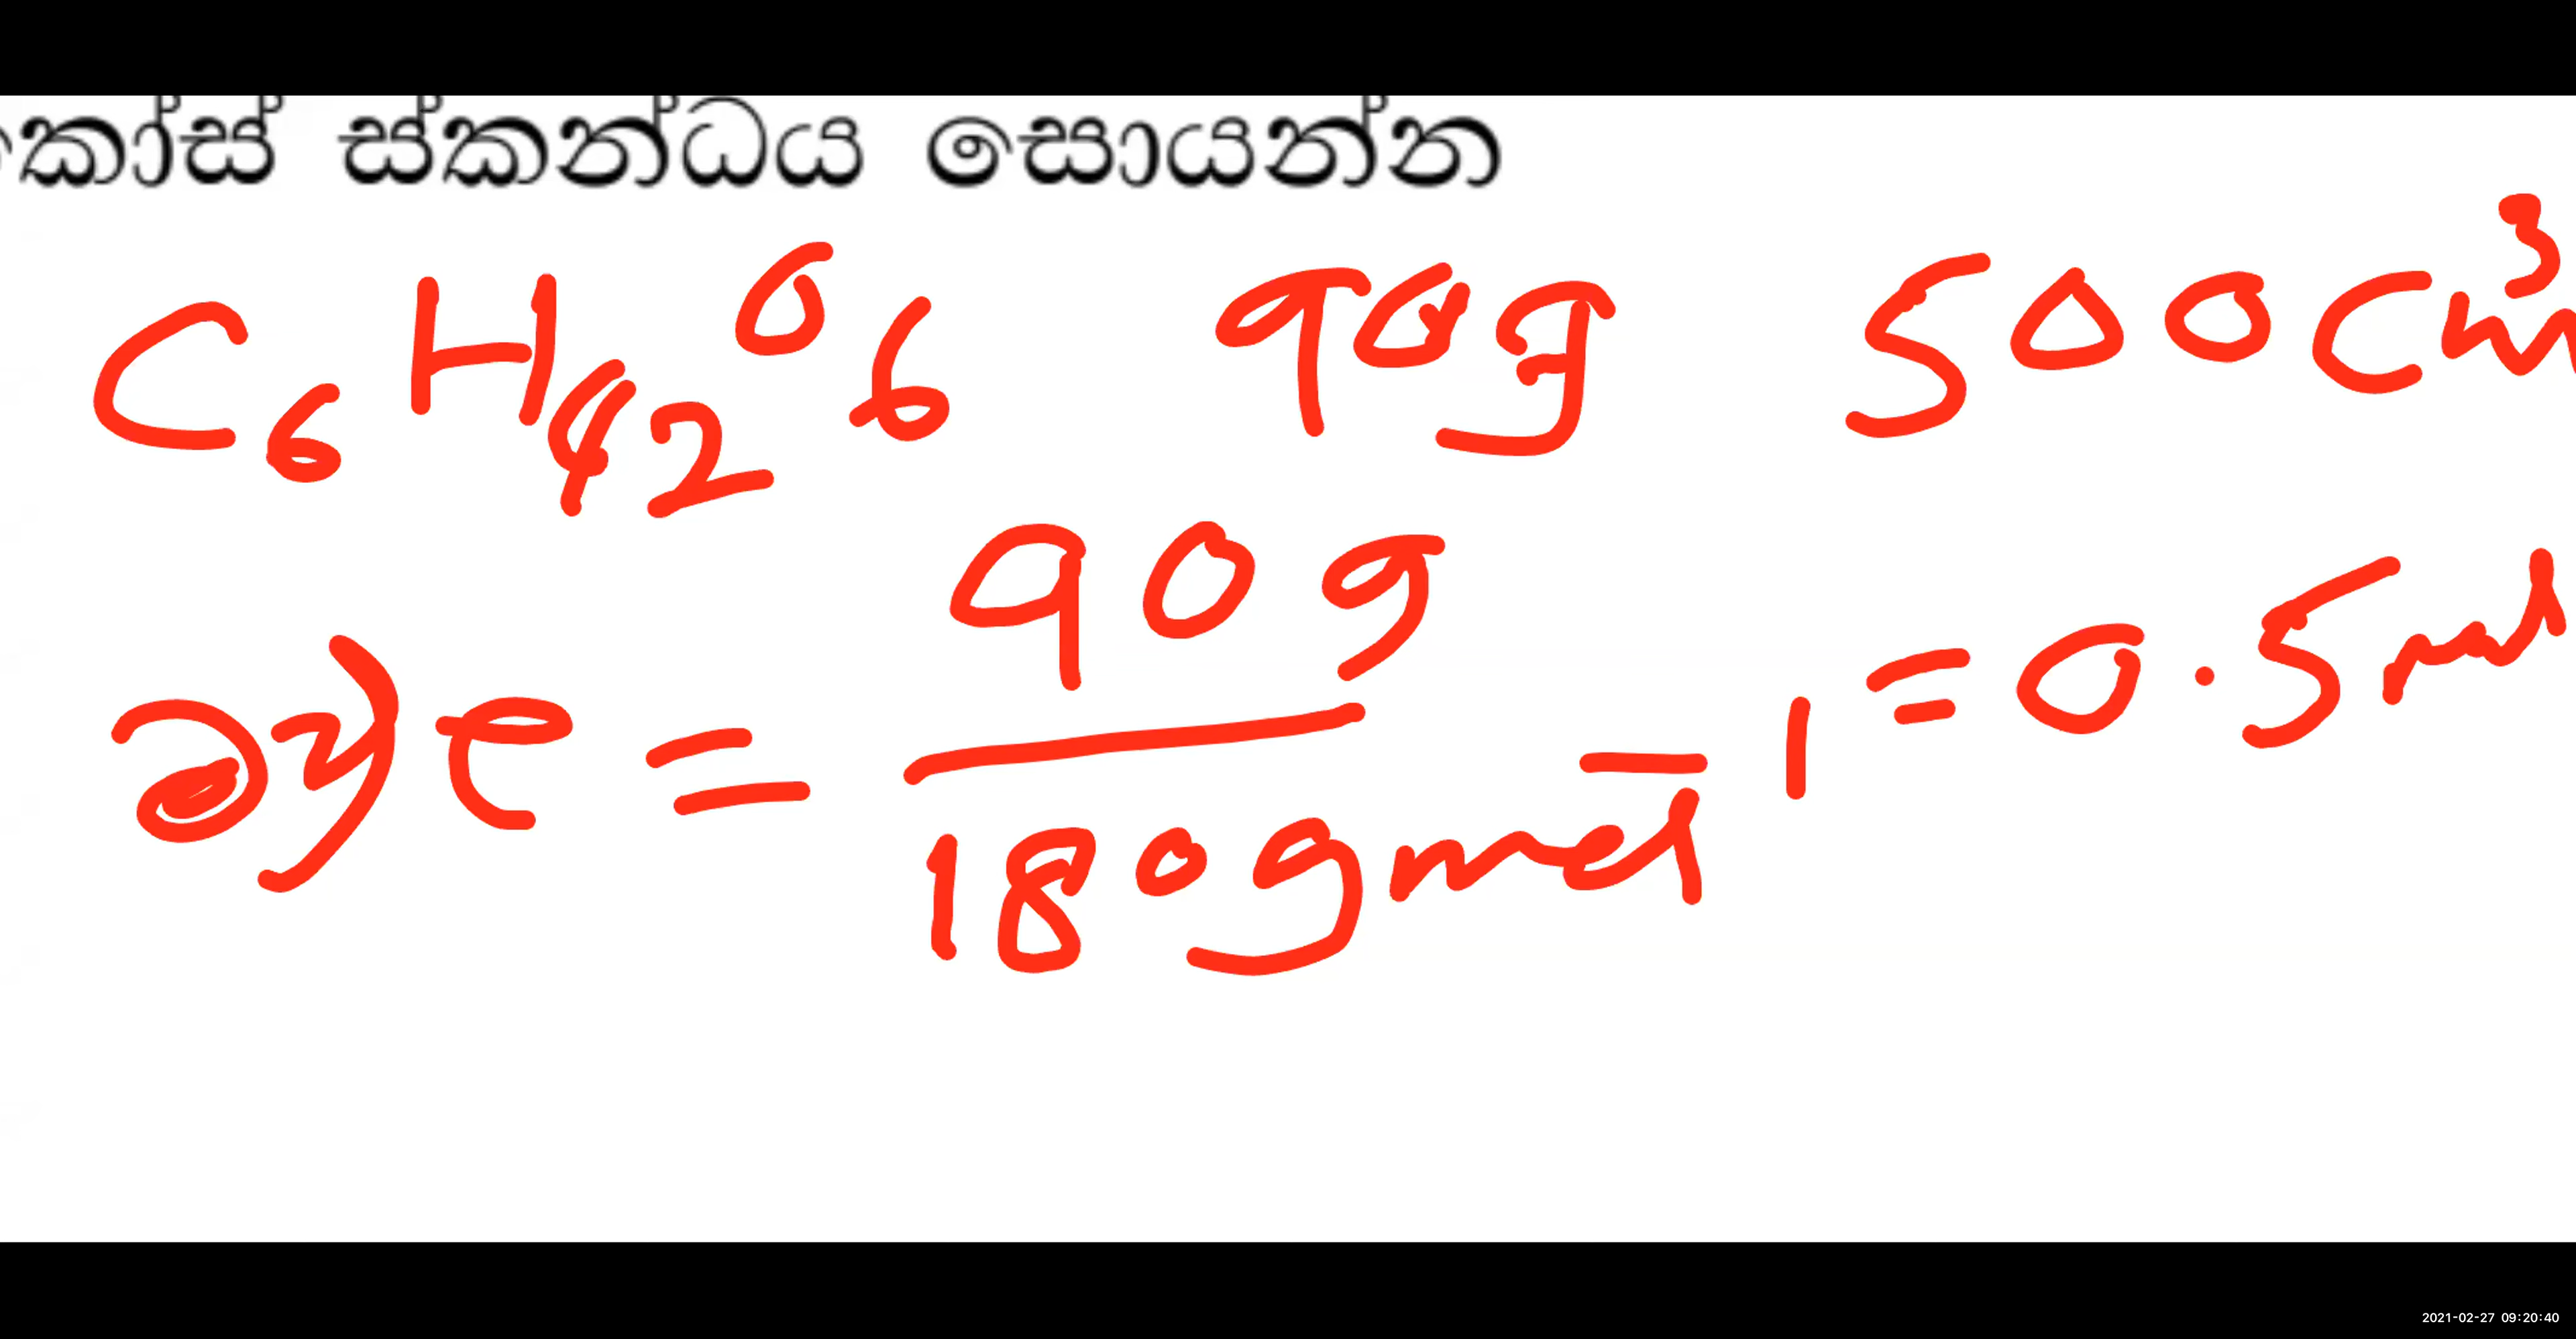 කෝස් ස්කන්ධය සොයන්න
C6H12O6 90g 500cm³
මවුල = 90g / 180gmol⁻¹ = 0.5mol
2021-02-27 09:20:40